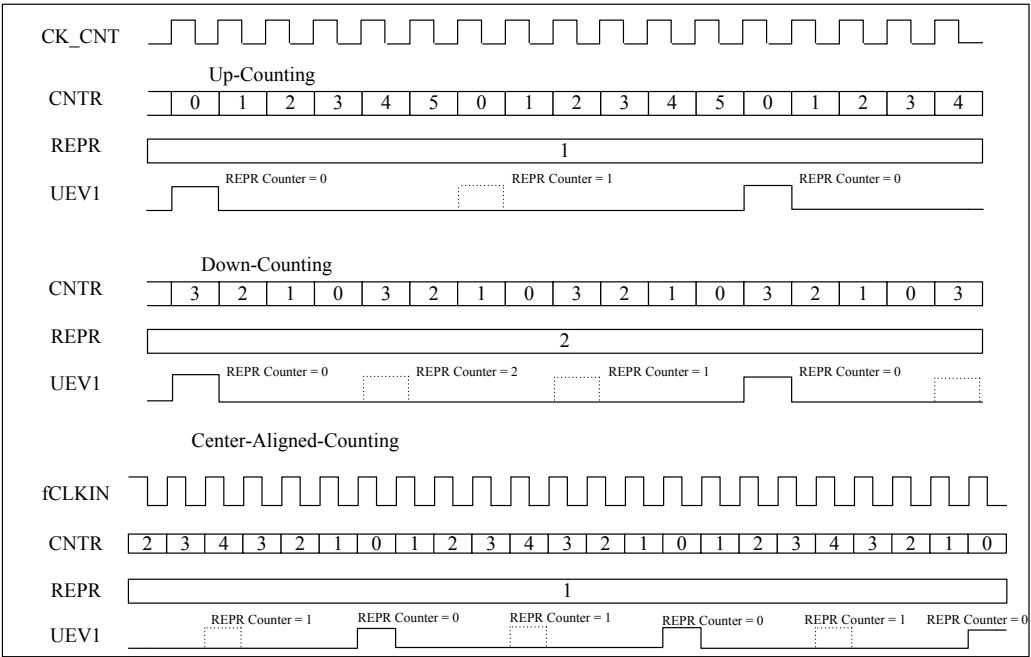 CK_CNT
Up-Counting
CNTR 0 1 2 3 4 5 0 1 2 3 4 5 0 1 2 3 4
REPR 1
UEV1 REPR Counter = 0 REPR Counter = 1 REPR Counter = 0
Down-Counting
CNTR 3 2 1 0 3 2 1 0 3 2 1 0 3 2 1 0 3
REPR 2
UEV1 REPR Counter = 0 REPR Counter = 2 REPR Counter = 1 REPR Counter = 0
Center-Aligned-Counting
fCLKIN
CNTR 2 3 4 3 2 1 0 1 2 3 4 3 2 1 0 1 2 3 4 3 2 1 0
REPR 1
UEV1 REPR Counter = 1 REPR Counter = 0 REPR Counter = 1 REPR Counter = 0 REPR Counter = 1 REPR Counter = 0